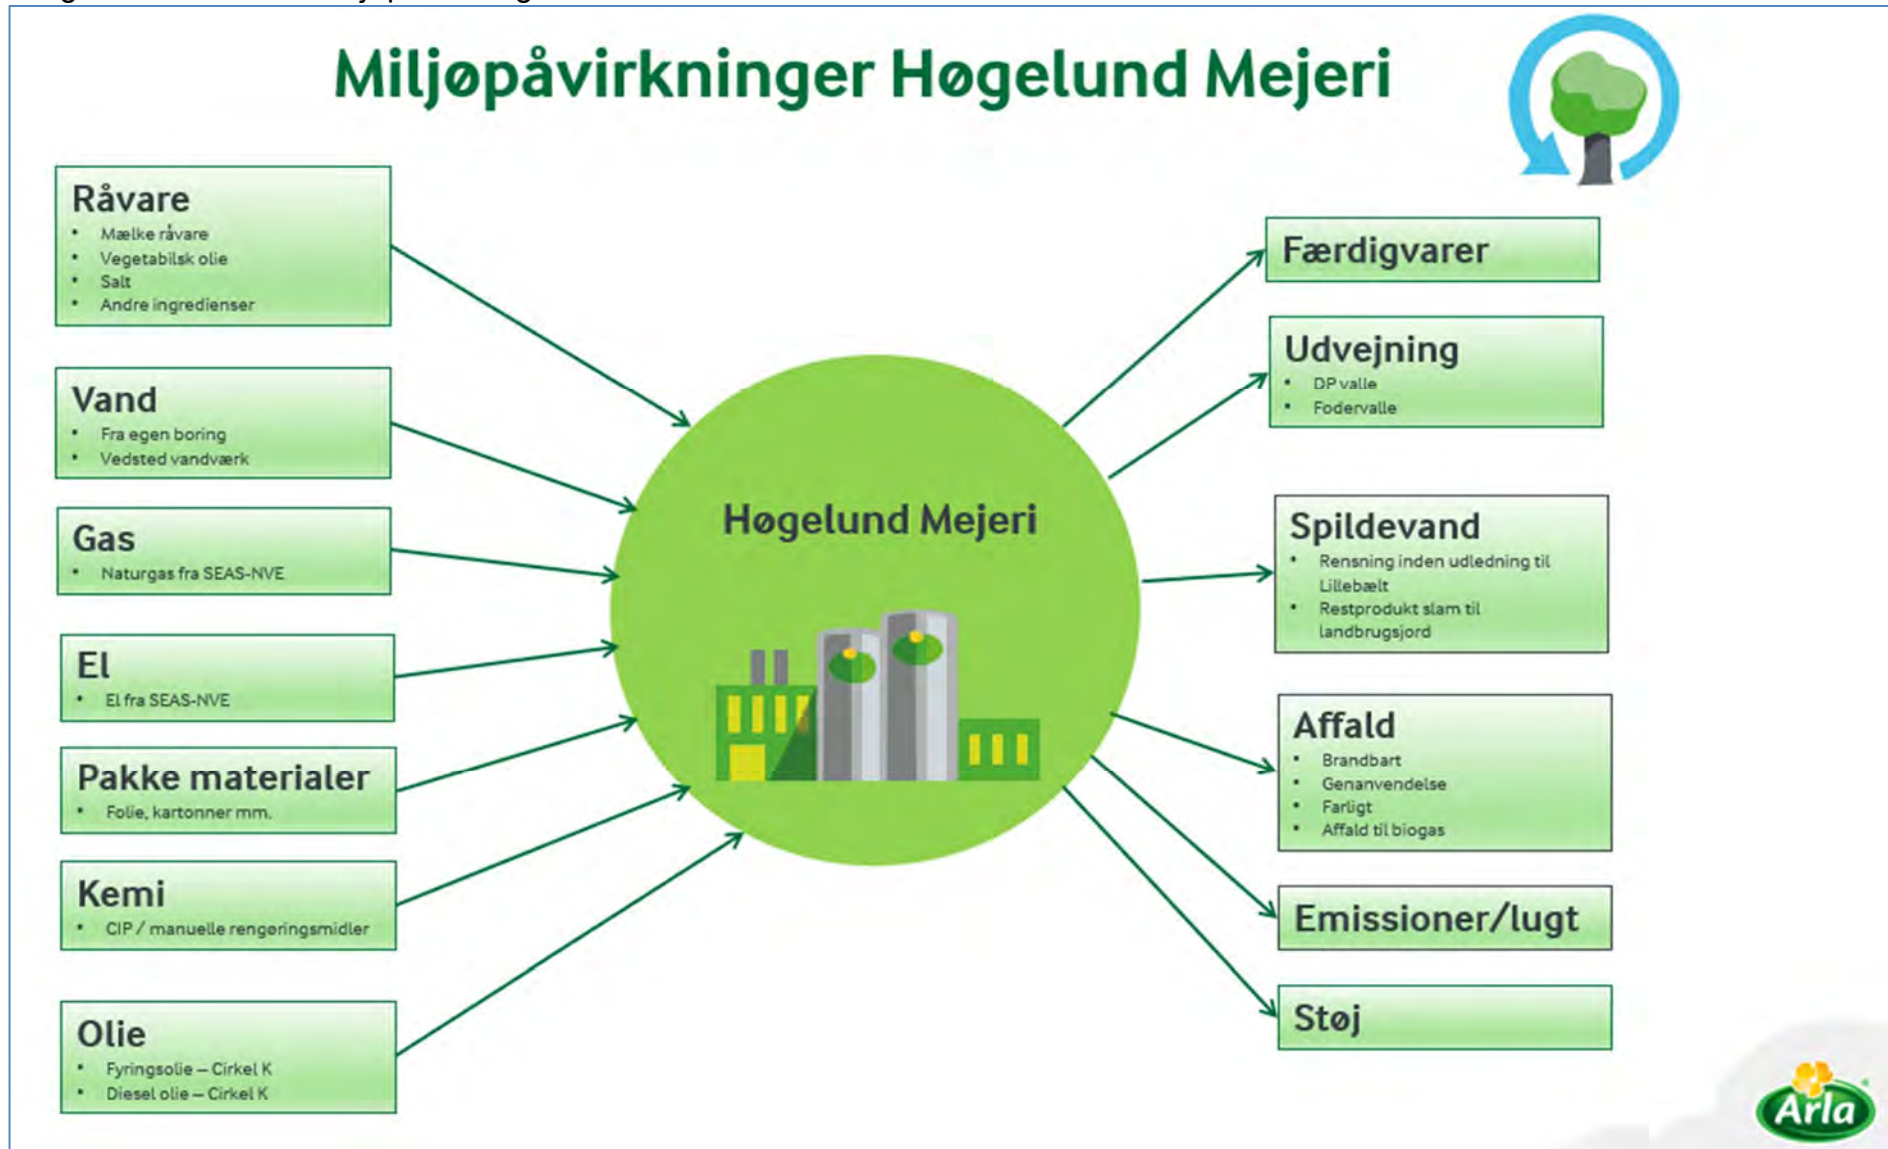 Miljøpåvirkninger Høgelund Mejeri
Råvare
• Mælke råvare
• Vegetabilsk olie
• Salt
• Andre ingredienser
Vand
• Fra egen boring
• Vedsted vandværk
Gas
• Naturgas fra SEAS-NVE
El
• El fra SEAS-NVE
Pakke materialer
• Folie, kartonner mm.
Kemi
• CIP / manuelle rengøringsmidler
Olie
• Fyringsolie – Cirkel K
• Diesel olie – Cirkel K
Høgelund Mejeri
Færdigvarer
Udvejning
• DP valle
• Fodervalle
Spildevand
• Rensning inden udledning til
Lillebælt
• Restprodukt slam til
landbrugsjord
Affald
• Brandbart
• Genanvendelse
• Farligt
• Affald til biogas
Emissioner/lugt
Støj
Arla